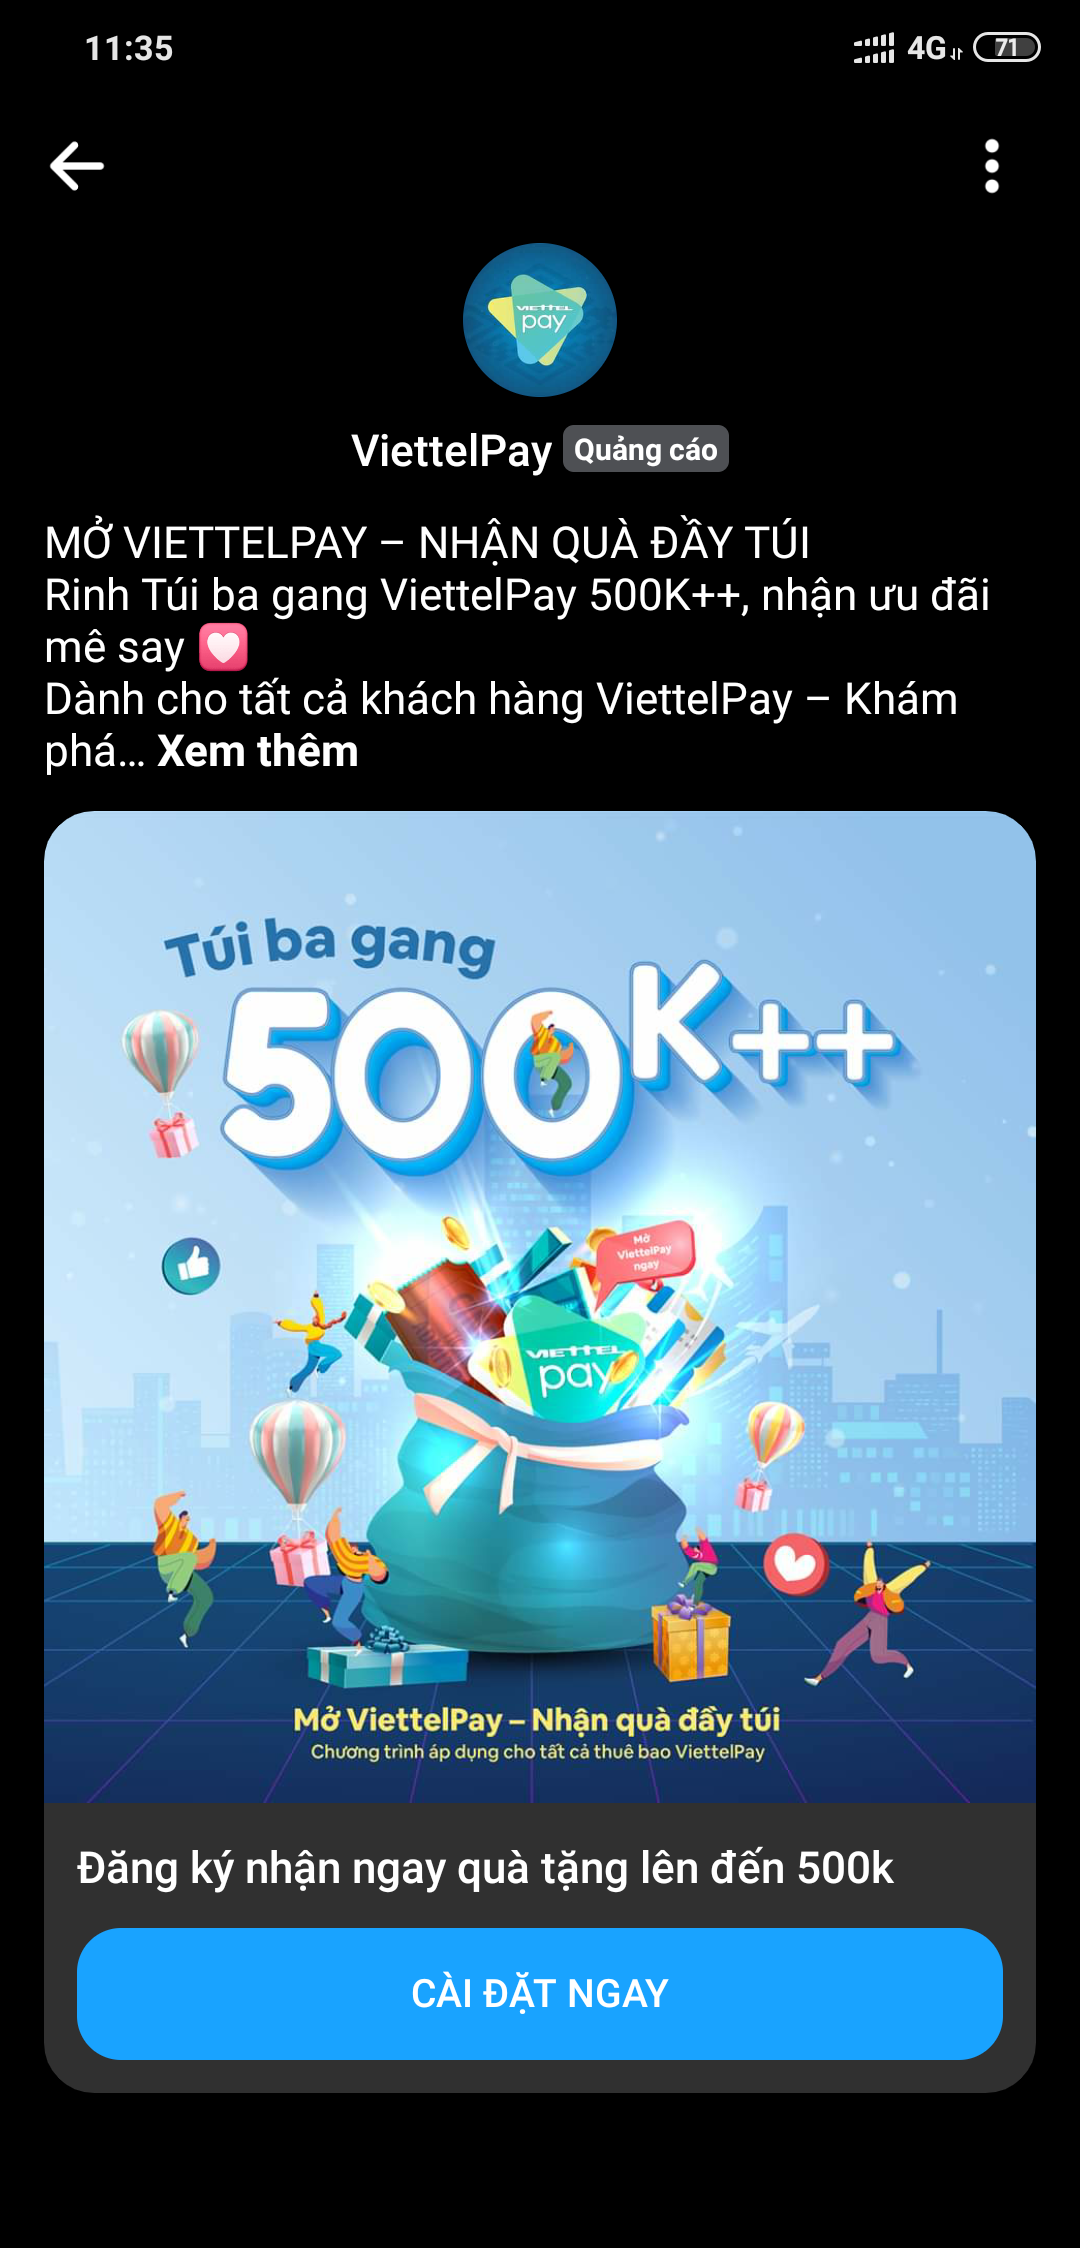 11:35
4G
71
VIETTEL
pay
ViettelPay Quảng cáo
MỞ VIETTELPAY – NHẬN QUÀ ĐẦY TÚI
Rinh Túi ba gang ViettelPay 500K++, nhận ưu đãi
mê say 💟
Dành cho tất cả khách hàng ViettelPay – Khám
phá... Xem thêm
Túi ba gang
500K++
Mở
ViettelPay
ngay
VIETTEL
pay
Mở ViettelPay – Nhận quà đầy túi
Chương trình áp dụng cho tất cả thuê bao ViettelPay
Đăng ký nhận ngay quà tặng lên đến 500k
CÀI ĐẶT NGAY